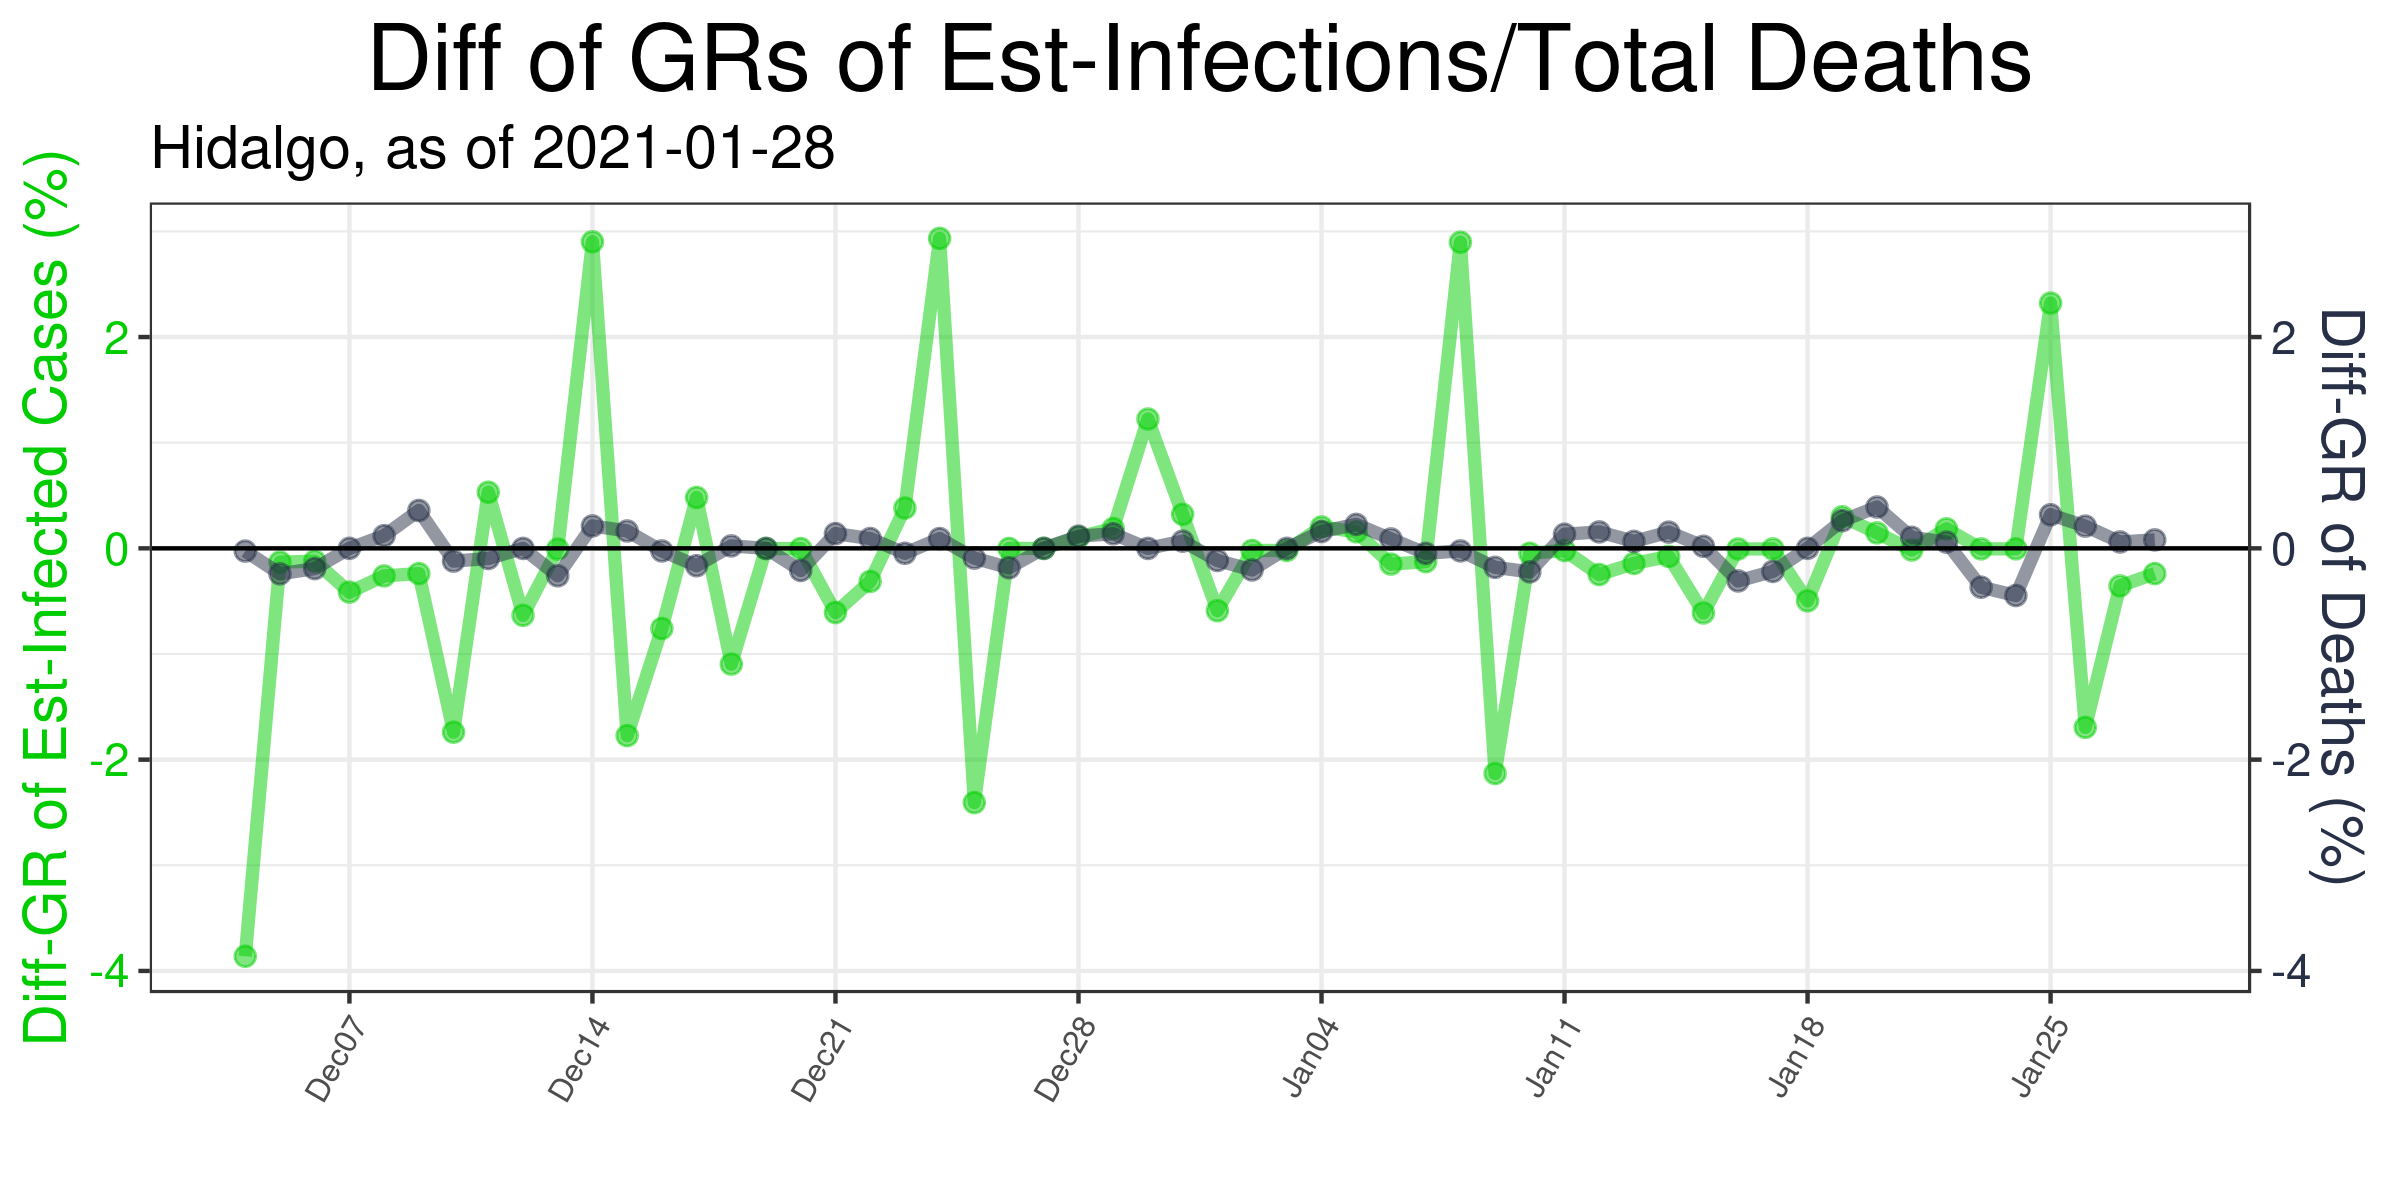 Diff of GRs of Est-Infections/Total Deaths
Hidalgo, as of 2021-01-28
Diff-GR of Est-Infected Cases (%)
2
0
-2
-4
2
0
-2
-4
Diff-GR of Deaths (%)
Dec07
Dec14
Dec21
Dec28
Jan04
Jan11
Jan18
Jan25